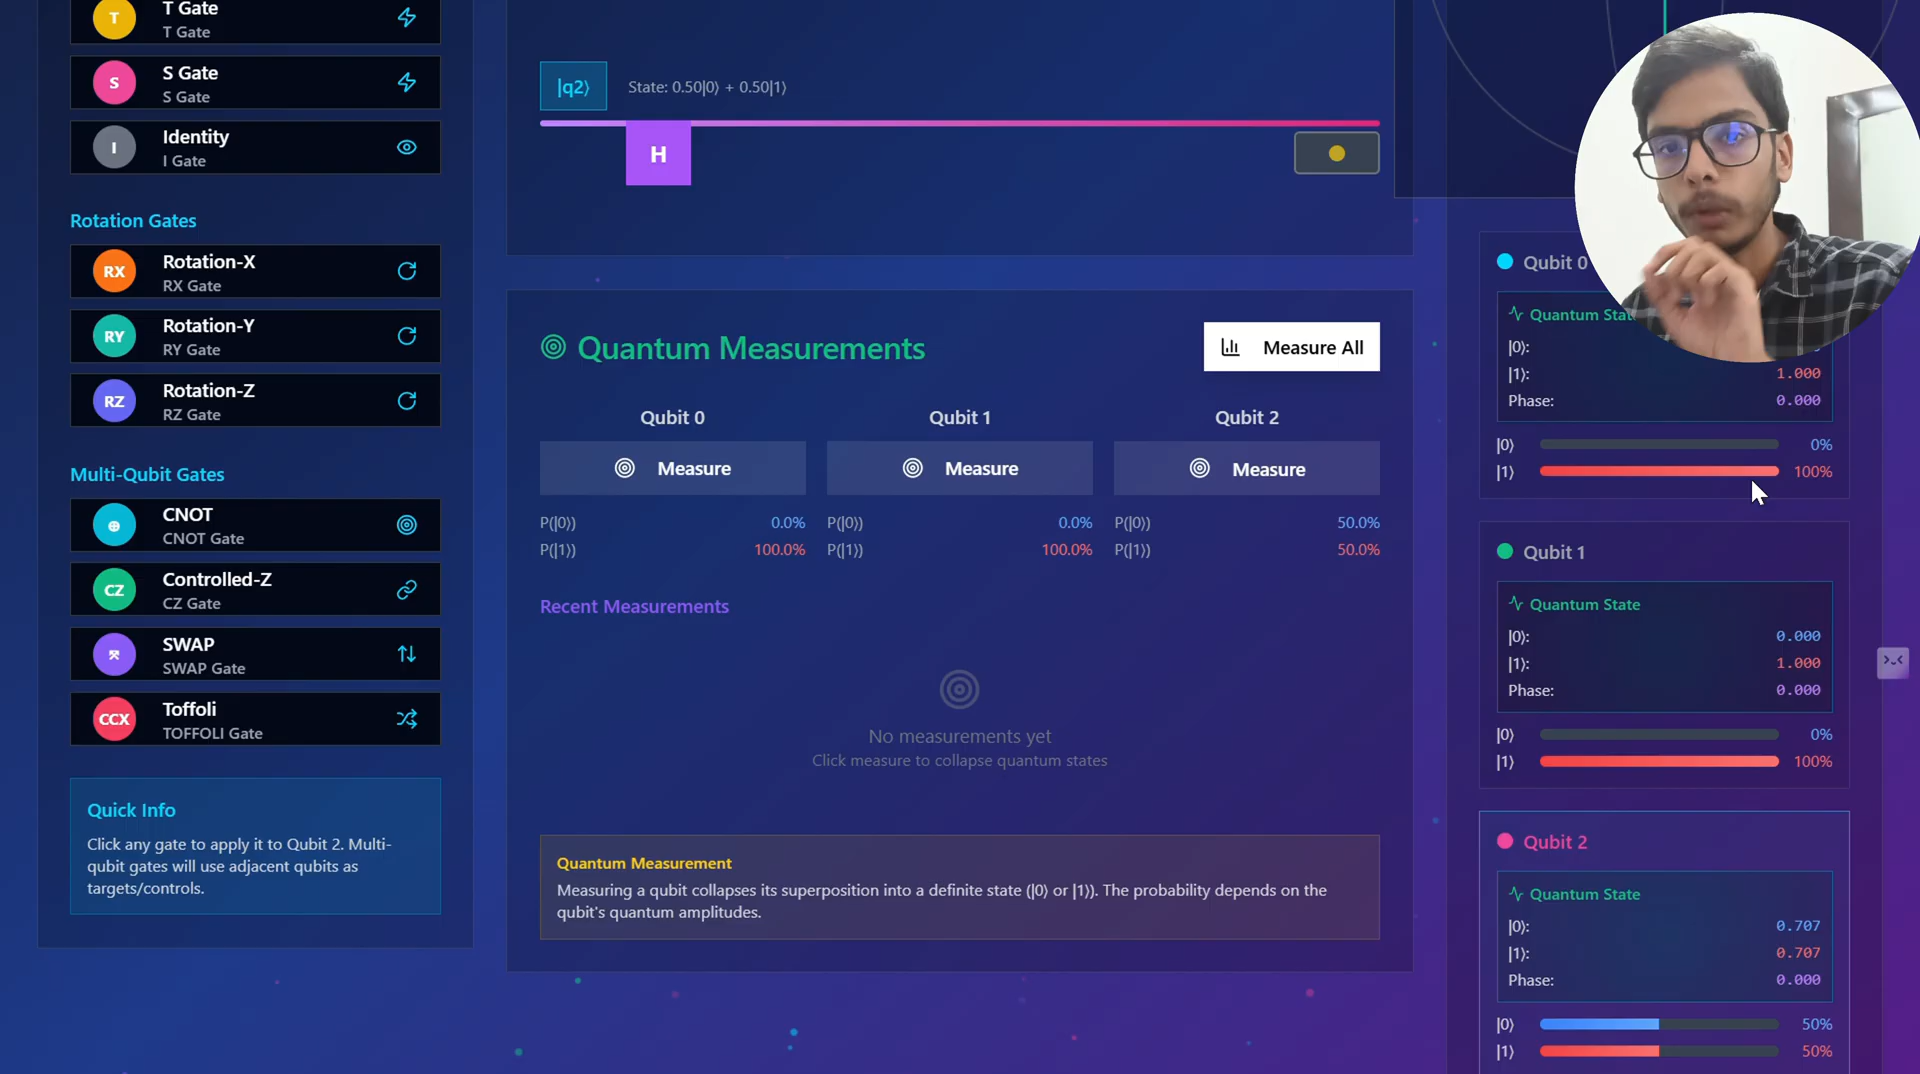 T
T Gate
T Gate
S
S Gate
S Gate
I
Identity
I Gate
Rotation Gates
RX
Rotation-X
RX Gate
RY
Rotation-Y
RY Gate
RZ
Rotation-Z
RZ Gate
Multi-Qubit Gates
⊕
CNOT
CNOT Gate
CZ
Controlled-Z
CZ Gate
SWAP
SWAP Gate
CCX
Toffoli
TOFFOLI Gate
Quick Info
Click any gate to apply it to Qubit 2. Multi-
qubit gates will use adjacent qubits as
targets/controls.
|q2⟩ State: 0.50|0⟩ + 0.50|1⟩
H
Quantum Measurements
Measure All
Qubit 0 Qubit 1 Qubit 2
Measure Measure Measure
P(|0⟩) 0.0% P(|0⟩) 0.0% P(|0⟩) 50.0%
P(|1⟩) 100.0% P(|1⟩) 100.0% P(|1⟩) 50.0%
Recent Measurements
No measurements yet
Click measure to collapse quantum states
Quantum Measurement
Measuring a qubit collapses its superposition into a definite state (|0⟩ or |1⟩). The probability depends on the
qubit's quantum amplitudes.
Qubit 0
Quantum
|0⟩:
|1⟩: 1.000
Phase: 0.000
|0⟩ 0%
|1⟩ 100%
Qubit 1
Quantum State
|0⟩: 0.000
|1⟩: 1.000
Phase: 0.000
|0⟩ 0%
|1⟩ 100%
Qubit 2
Quantum State
|0⟩: 0.707
|1⟩: 0.707
Phase: 0.000
|0⟩ 50%
|1⟩ 50%